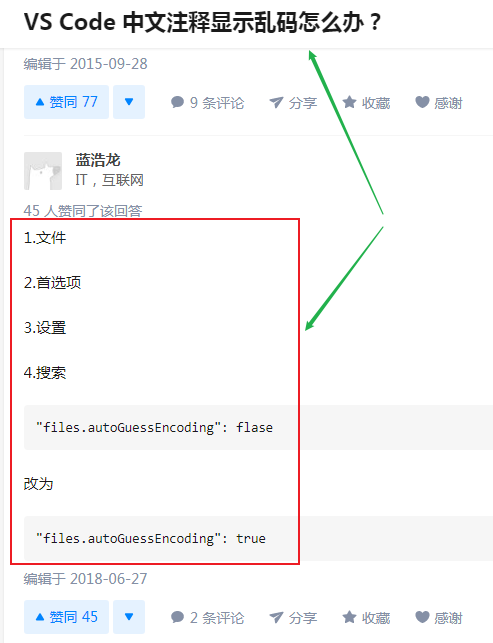 VS Code 中文注释显示乱码怎么办？
编辑于 2015-09-28
赞同 77 9 条评论 分享 收藏 感谢
蓝浩龙
IT，互联网
45 人赞同了该回答
1.文件
2.首选项
3.设置
4.搜索
"files.autoGuessEncoding": flase
改为
"files.autoGuessEncoding": true
编辑于 2018-06-27
赞同 45 2 条评论 分享 收藏 感谢